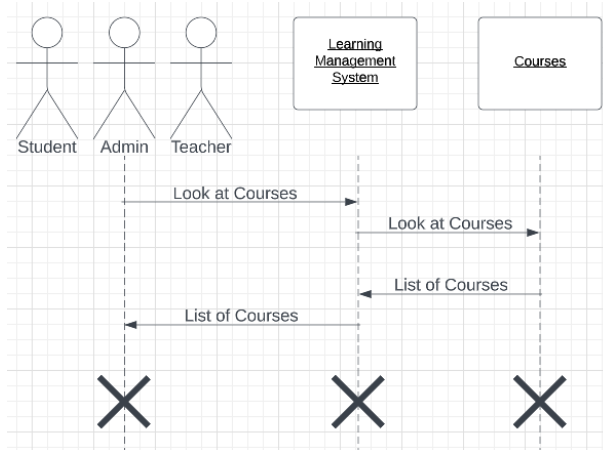 Learning
Management
System
Courses
Student
Admin
Teacher
Look at Courses
Look at Courses
List of Courses
List of Courses